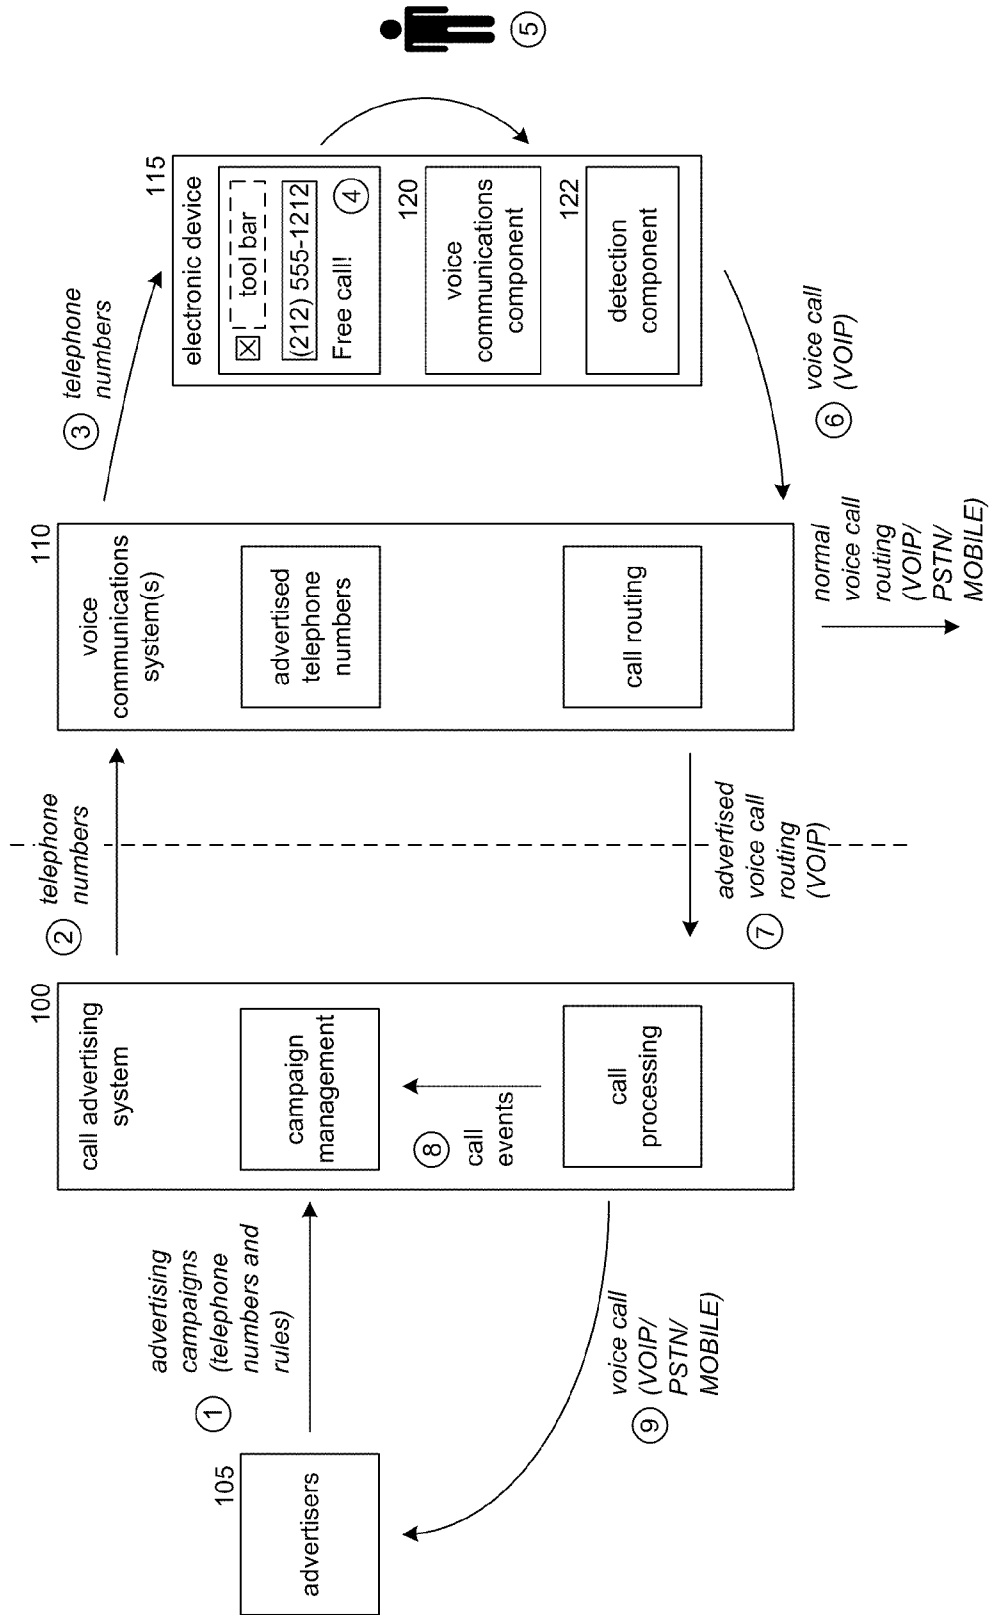 105
advertisers
1
advertising
campaigns
(telephone
numbers and
rules)
100
call advertising
system
campaign
management
8
call
events
call
processing
9
voice call
(VOIP/
PSTN/
MOBILE)
2
telephone
numbers
7
advertised
voice call
routing
(VOIP)
110
voice
communications
system(s)
advertised
telephone
numbers
call routing
normal
voice call
routing
(VOIP/
PSTN/
MOBILE)
3
telephone
numbers
115
electronic device
tool bar
(212) 555-1212
Free call!
4
120
voice
communications
component
122
detection
component
5
6
voice call
(VOIP)